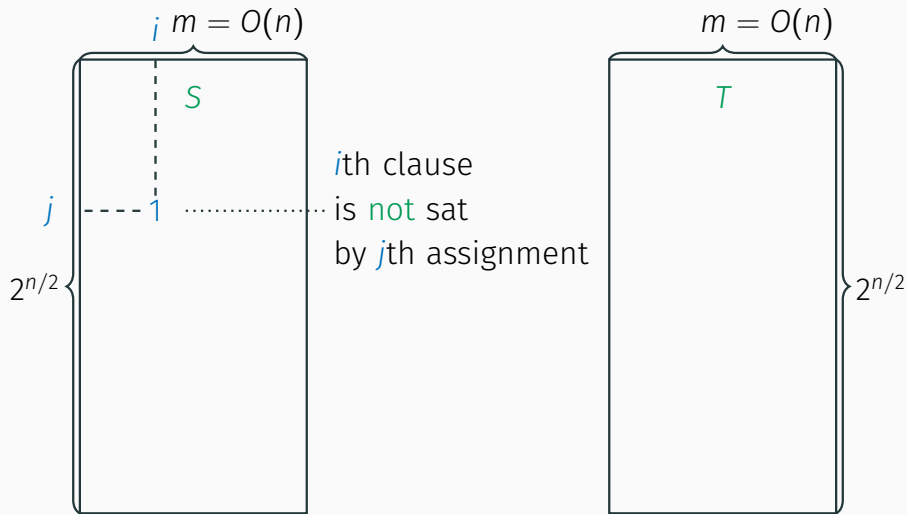 i m = O(n)
m = O(n)
S
T
ith clause
j 1 is not sat
by jth assignment
2^{n/2}
2^{n/2}